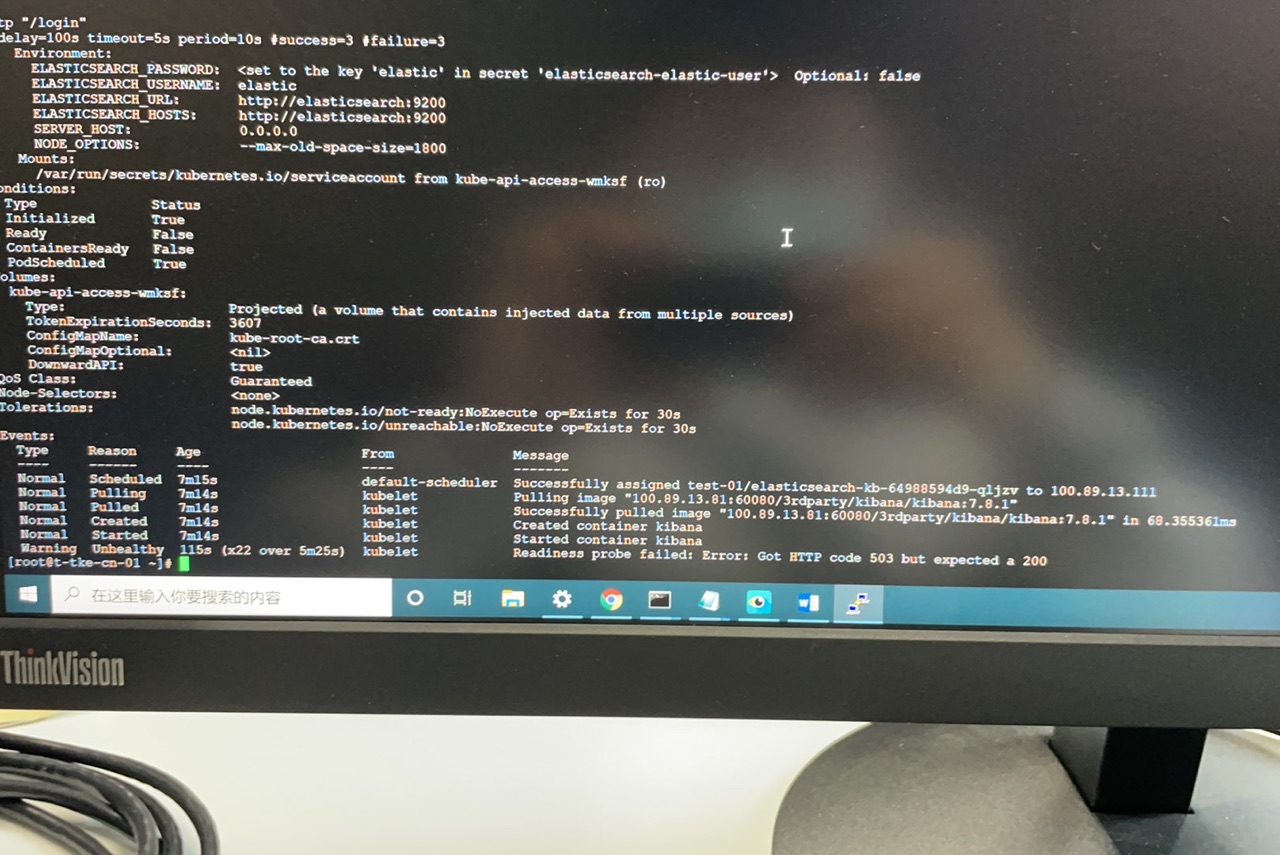 tp "/login"
delay=100s timeout=5s period=10s #success=3 #failure=3
Environment:
ELASTICSEARCH_PASSWORD: <set to the key 'elastic' in secret 'elasticsearch-elastic-user'> Optional: false
ELASTICSEARCH_USERNAME: elastic
ELASTICSEARCH_URL: http://elasticsearch:9200
ELASTICSEARCH_HOSTS: http://elasticsearch:9200
SERVER_HOST: 0.0.0.0
NODE_OPTIONS: --max-old-space-size=1800
Mounts:
/var/run/secrets/kubernetes.io/serviceaccount from kube-api-access-wmksf (ro)
onditions:
Type Status
Initialized True
Ready False
ContainersReady False
PodScheduled True
olumes:
kube-api-access-wmksf:
Type: Projected (a volume that contains injected data from multiple sources)
TokenExpirationSeconds: 3607
ConfigMapName: kube-root-ca.crt
ConfigMapOptional: <nil>
DownwardAPI: true
QoS Class: Guaranteed
Node-Selectors: <none>
Tolerations: node.kubernetes.io/not-ready:NoExecute op=Exists for 30s
node.kubernetes.io/unreachable:NoExecute op=Exists for 30s
Events:
Type Reason Age From Message
---- ------ ---- ---- -------
Normal Scheduled 7m15s default-scheduler Successfully assigned test-01/elasticsearch-kb-64988594d9-qljzv to 100.89.13.111
Normal Pulling 7m14s kubelet Pulling image "100.89.13.81:60080/3rdparty/kibana/kibana:7.8.1"
Normal Pulled 7m14s kubelet Successfully pulled image "100.89.13.81:60080/3rdparty/kibana/kibana:7.8.1" in 68.355361ms
Normal Created 7m14s kubelet Created container kibana
Normal Started 7m14s kubelet Started container kibana
Warning Unhealthy 115s (x22 over 5m25s) kubelet Readiness probe failed: Error: Got HTTP code 503 but expected a 200
[root@t-tke-cn-01 ~]#
在这里输入你要搜索的内容
ThinkVision